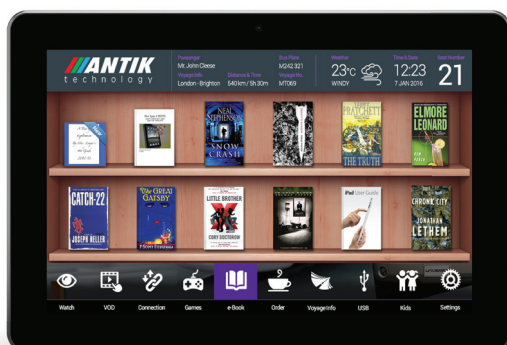 ANTIK
technology
Passenger
Mr. John Cleese
Voyage Info
London - Brighton
Distance & Time
540 km / 5h 30m
Bus Plate
M242 321
Voyage No.
MT069
Weather
23°C
WINDY
Time & Date
12:23
7 JAN 2016
Seat Number
21
NEAL
STEPHENSON
SNOW
CRASH
PRATCHETT
THE TRUTH
ELMORE
LEONARD
CATCH-22
JOSEPH HELLER
The GREAT
GATSBY
F. SCOTT FITZGERALD
LITTLE BROTHER
X
CORY DOCTOROW
iPad User Guide
CHRONIC CITY
JONATHAN
LETHEM
Watch
VOD
Connection
Games
e-Book
Order
Voyage Info
USB
Kids
Settings